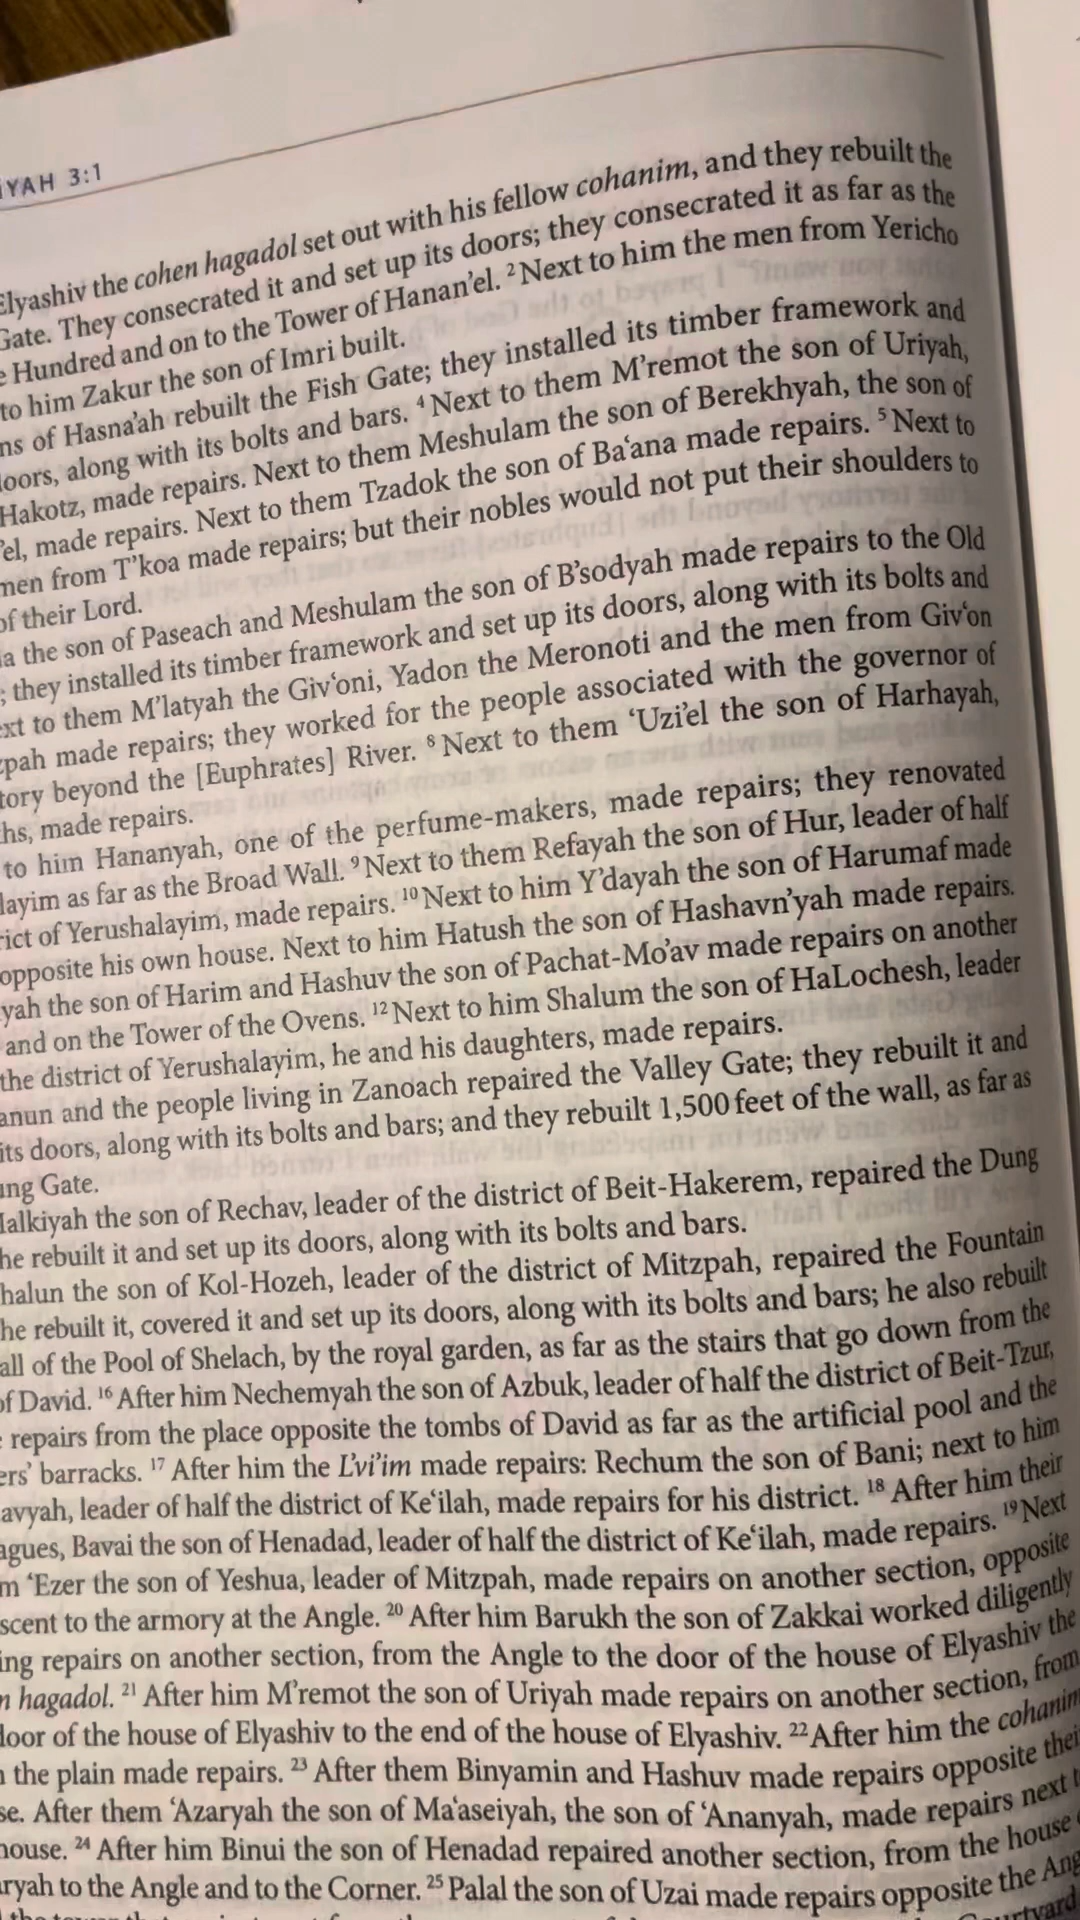 YAH 3:1
Elyashiv the cohen hagadol set out with his fellow cohanim, and they rebuilt the
Gate. They consecrated it and set up its doors; they consecrated it as far as the
Hundred and on to the Tower of Hanan’el. ²Next to him the men from Yericho
to him Zakur the son of Imri built.
ns of Hasna’ah rebuilt the Fish Gate; they installed its timber framework and
doors, along with its bolts and bars. ⁴Next to them M’remot the son of Uriyah,
Hakotz, made repairs. Next to them Meshulam the son of Berekhyah, the son of
’el, made repairs. Next to them Tzadok the son of Ba‘ana made repairs. ⁵Next to
men from T’koa made repairs; but their nobles would not put their shoulders to
of their Lord.
a the son of Paseach and Meshulam the son of B’sodyah made repairs to the Old
; they installed its timber framework and set up its doors, along with its bolts and
ext to them M’latyah the Giv‘oni, Yadon the Meronoti and the men from Giv‘on
zpah made repairs; they worked for the people associated with the governor of
tory beyond the [Euphrates] River. ⁸Next to them ‘Uzi’el the son of Harhayah,
hs, made repairs.
to him Hananyah, one of the perfume-makers, made repairs; they renovated
layim as far as the Broad Wall. ⁹Next to them Refayah the son of Hur, leader of half
rict of Yerushalayim, made repairs. ¹⁰Next to him Y’dayah the son of Harumaf made
opposite his own house. Next to him Hatush the son of Hashavn’yah made repairs.
yah the son of Harim and Hashuv the son of Pachat-Mo’av made repairs on another
and on the Tower of the Ovens. ¹²Next to him Shalum the son of HaLochesh, leader
the district of Yerushalayim, he and his daughters, made repairs.
anun and the people living in Zanoach repaired the Valley Gate; they rebuilt it and
its doors, along with its bolts and bars; and they rebuilt 1,500 feet of the wall, as far as
ung Gate.
Malkiyah the son of Rechav, leader of the district of Beit-Hakerem, repaired the Dung
he rebuilt it and set up its doors, along with its bolts and bars.
halun the son of Kol-Hozeh, leader of the district of Mitzpah, repaired the Fountain
he rebuilt it, covered it and set up its doors, along with its bolts and bars; he also rebuilt
all of the Pool of Shelach, by the royal garden, as far as the stairs that go down from the
of David. ¹⁶After him Nechemyah the son of Azbuk, leader of half the district of Beit-Tzur,
repairs from the place opposite the tombs of David as far as the artificial pool and the
ers’ barracks. ¹⁷After him the L’vi’im made repairs: Rechum the son of Bani; next to him
avyah, leader of half the district of Ke‘ilah, made repairs for his district. ¹⁸After him their
agues, Bavai the son of Henadad, leader of half the district of Ke‘ilah, made repairs. ¹⁹Next
m ‘Ezer the son of Yeshua, leader of Mitzpah, made repairs on another section, opposite
scent to the armory at the Angle. ²⁰After him Barukh the son of Zakkai worked diligently
ing repairs on another section, from the Angle to the door of the house of Elyashiv the
n hagadol. ²¹After him M’remot the son of Uriyah made repairs on another section, from
door of the house of Elyashiv to the end of the house of Elyashiv. ²²After him the cohanim
the plain made repairs. ²³After them Binyamin and Hashuv made repairs opposite their
se. After them ‘Azaryah the son of Ma‘aseiyah, the son of ‘Ananyah, made repairs next
house. ²⁴After him Binui the son of Henadad repaired another section, from the house
aryah to the Angle and to the Corner. ²⁵Palal the son of Uzai made repairs opposite the Ang